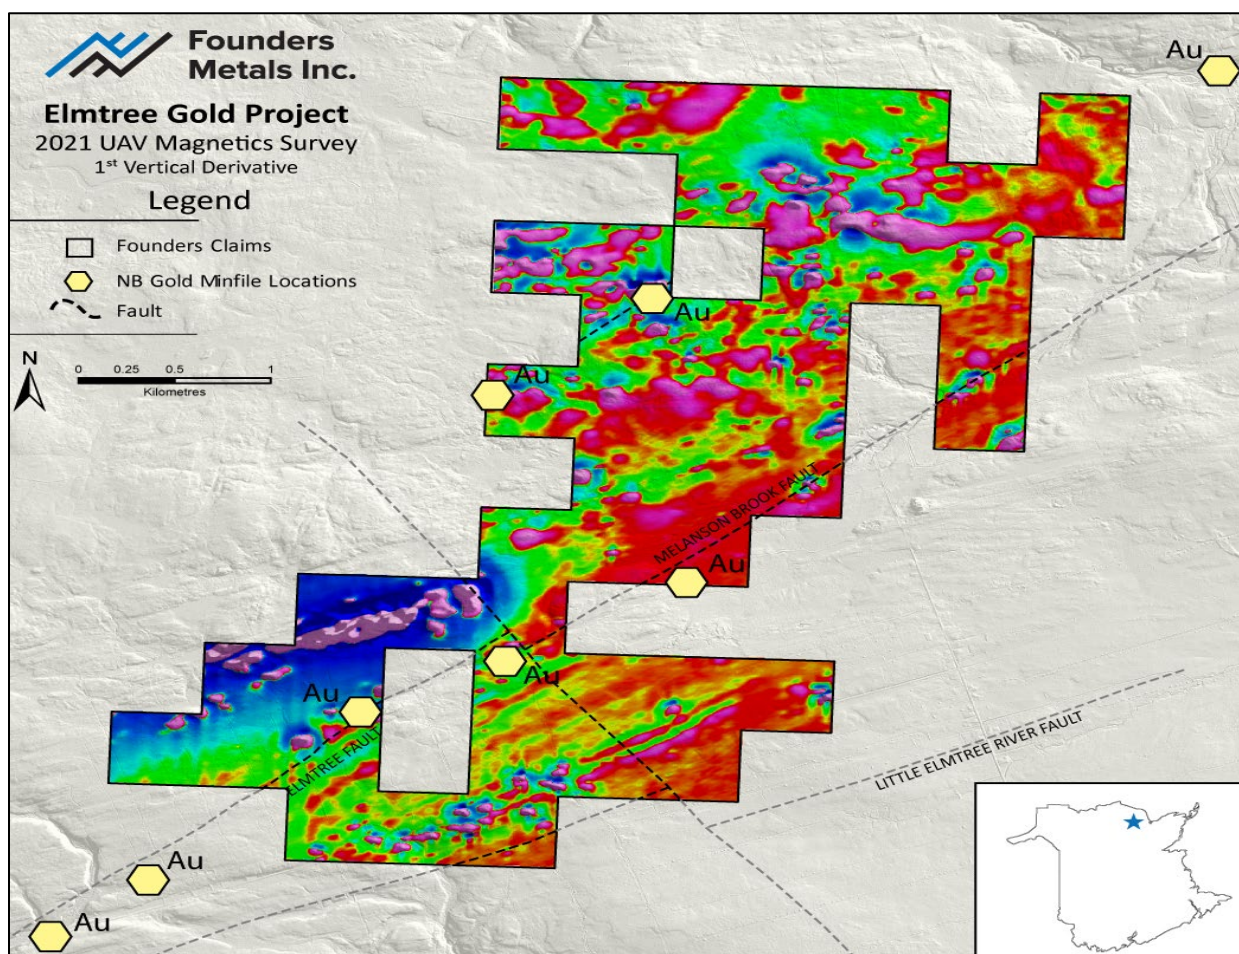 Founders
Metals Inc.
Elmtree Gold Project
2021 UAV Magnetics Survey
1st Vertical Derivative
Legend
Founders Claims
NB Gold Minfile Locations
Fault
N
0 0.25 0.5 1
Kilometres
Au
Au
Au
MELANSON BROOK FAULT
Au
Au
Au
ELMTREE FAULT
LITTLE ELMTREE RIVER FAULT
Au
Au